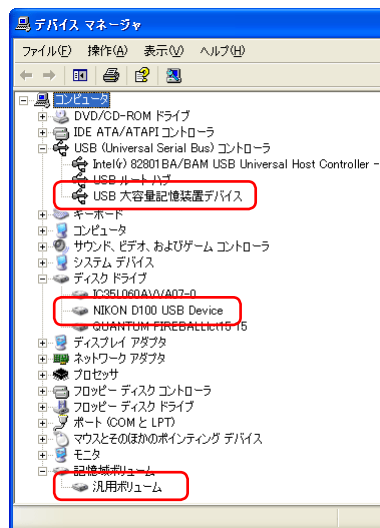 デバイス マネージャ
ファイル(F) 操作(A) 表示(V) ヘルプ(H)
コンピュータ
DVD/CD-ROM ドライブ
IDE ATA/ATAPI コントローラ
USB (Universal Serial Bus) コントローラ
Intel(r) 82801BA/BAM USB Universal Host Controller -
USB ルート ハブ
USB 大容量記憶装置デバイス
キーボード
コンピュータ
サウンド、ビデオ、およびゲーム コントローラ
システム デバイス
ディスク ドライブ
IC35L060AVVA07-0
NIKON D100 USB Device
QUANTUM FIREBALLlct15 15
ディスプレイ アダプタ
ネットワーク アダプタ
プロセッサ
フロッピー ディスク コントローラ
フロッピー ディスク ドライブ
ポート (COM と LPT)
マウスとそのほかのポインティング デバイス
モニタ
記憶域ボリューム
汎用ボリューム